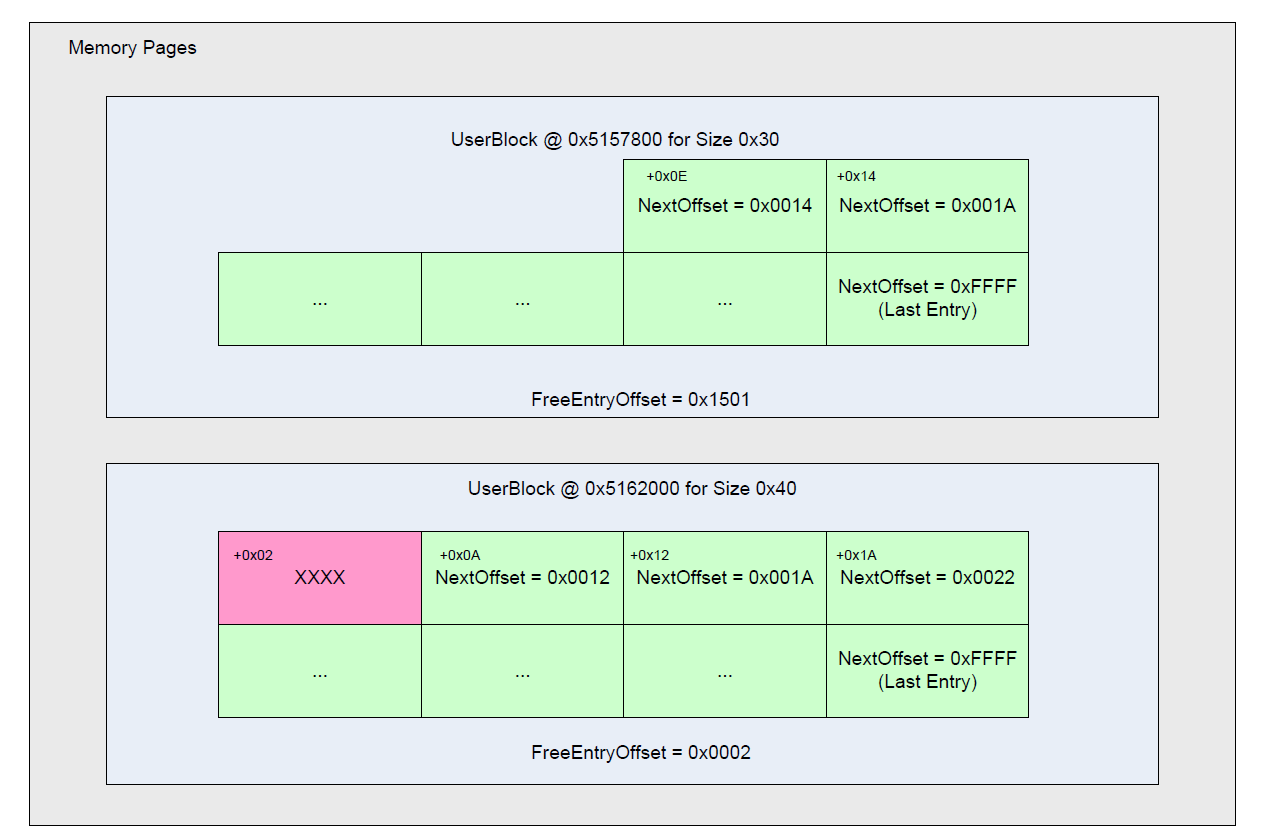 Memory Pages
UserBlock @ 0x5157800 for Size 0x30
+0x0E
NextOffset = 0x0014
+0x14
NextOffset = 0x001A
...
...
...
NextOffset = 0xFFFF
(Last Entry)
FreeEntryOffset = 0x1501
UserBlock @ 0x5162000 for Size 0x40
+0x02
XXXX
+0x0A
NextOffset = 0x0012
+0x12
NextOffset = 0x001A
+0x1A
NextOffset = 0x0022
...
...
...
NextOffset = 0xFFFF
(Last Entry)
FreeEntryOffset = 0x0002